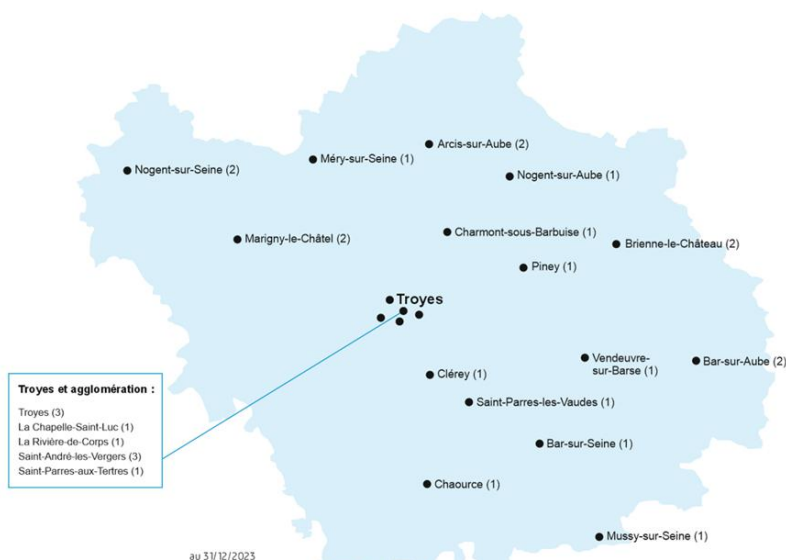 Arcis-sur-Aube (2)
Méry-sur-Seine (1)
Nogent-sur-Seine (2)
Nogent-sur-Aube (1)
Charmont-sous-Barbuise (1)
Marigny-le-Châtel (2)
Brienne-le-Château (2)
Piney (1)
Troyes
Vendeuvre-
sur-Barse (1)
Bar-sur-Aube (2)
Clérey (1)
Saint-Parres-les-Vaudes (1)
Bar-sur-Seine (1)
Chaource (1)
Mussy-sur-Seine (1)
Troyes et agglomération :
Troyes (3)
La Chapelle-Saint-Luc (1)
La Rivière-de-Corps (1)
Saint-André-les-Vergers (3)
Saint-Parres-aux-Tertres (1)
au 31/12/2023